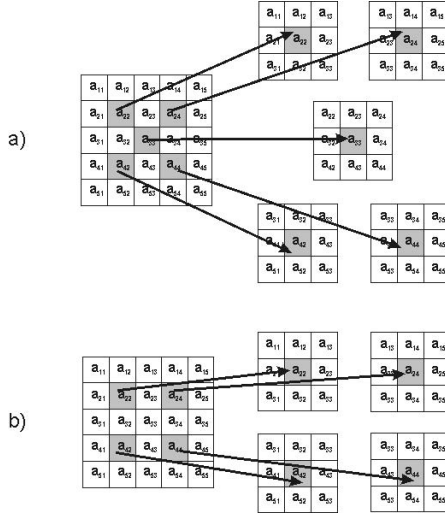 a)
a₁₁ a₁₂ a₁₃ a₁₄ a₁₅
a₂₁ a₂₂ a₂₃ a₂₄ a₂₅
a₃₁ a₃₂ a₃₃ a₃₄ a₃₅
a₄₁ a₄₂ a₄₃ a₄₄ a₄₅
a₅₁ a₅₂ a₅₃ a₅₄ a₅₅
a₁₁ a₁₂ a₁₃
a₂₁ a₂₂ a₂₃
a₃₁ a₃₂ a₃₃
a₁₃ a₁₄ a₁₅
a₂₃ a₂₄ a₂₅
a₃₃ a₃₄ a₃₅
a₂₂ a₂₃ a₂₄
a₃₂ a₃₃ a₃₄
a₄₂ a₄₃ a₄₄
a₃₁ a₃₂ a₃₃
a₄₁ a₄₂ a₄₃
a₅₁ a₅₂ a₅₃
a₃₃ a₃₄ a₃₅
a₄₄ a₄₅
a₅₃ a₅₄ a₅₅
b)
a₁₁ a₁₂ a₁₃ a₁₄ a₁₅
a₂₁ a₂₂ a₂₃ a₂₄ a₂₅
a₃₁ a₃₂ a₃₃ a₃₄ a₃₅
a₄₁ a₄₂ a₄₃ a₄₄ a₄₅
a₅₁ a₅₂ a₅₃ a₅₄ a₅₅
a₁₁ a₁₂ a₁₃
a₂₂ a₂₃
a₃₁ a₃₂ a₃₃
a₁₃ a₁₄ a₁₅
a₂₃ a₂₄ a₂₅
a₃₃ a₃₄ a₃₅
a₃₁ a₃₂ a₃₃
a₄₁ a₄₂ a₄₃
a₅₁ a₅₂ a₅₃
a₃₃ a₃₄ a₃₅
a₄₃ a₄₄ a₄₅
a₅₃ a₅₄ a₅₅